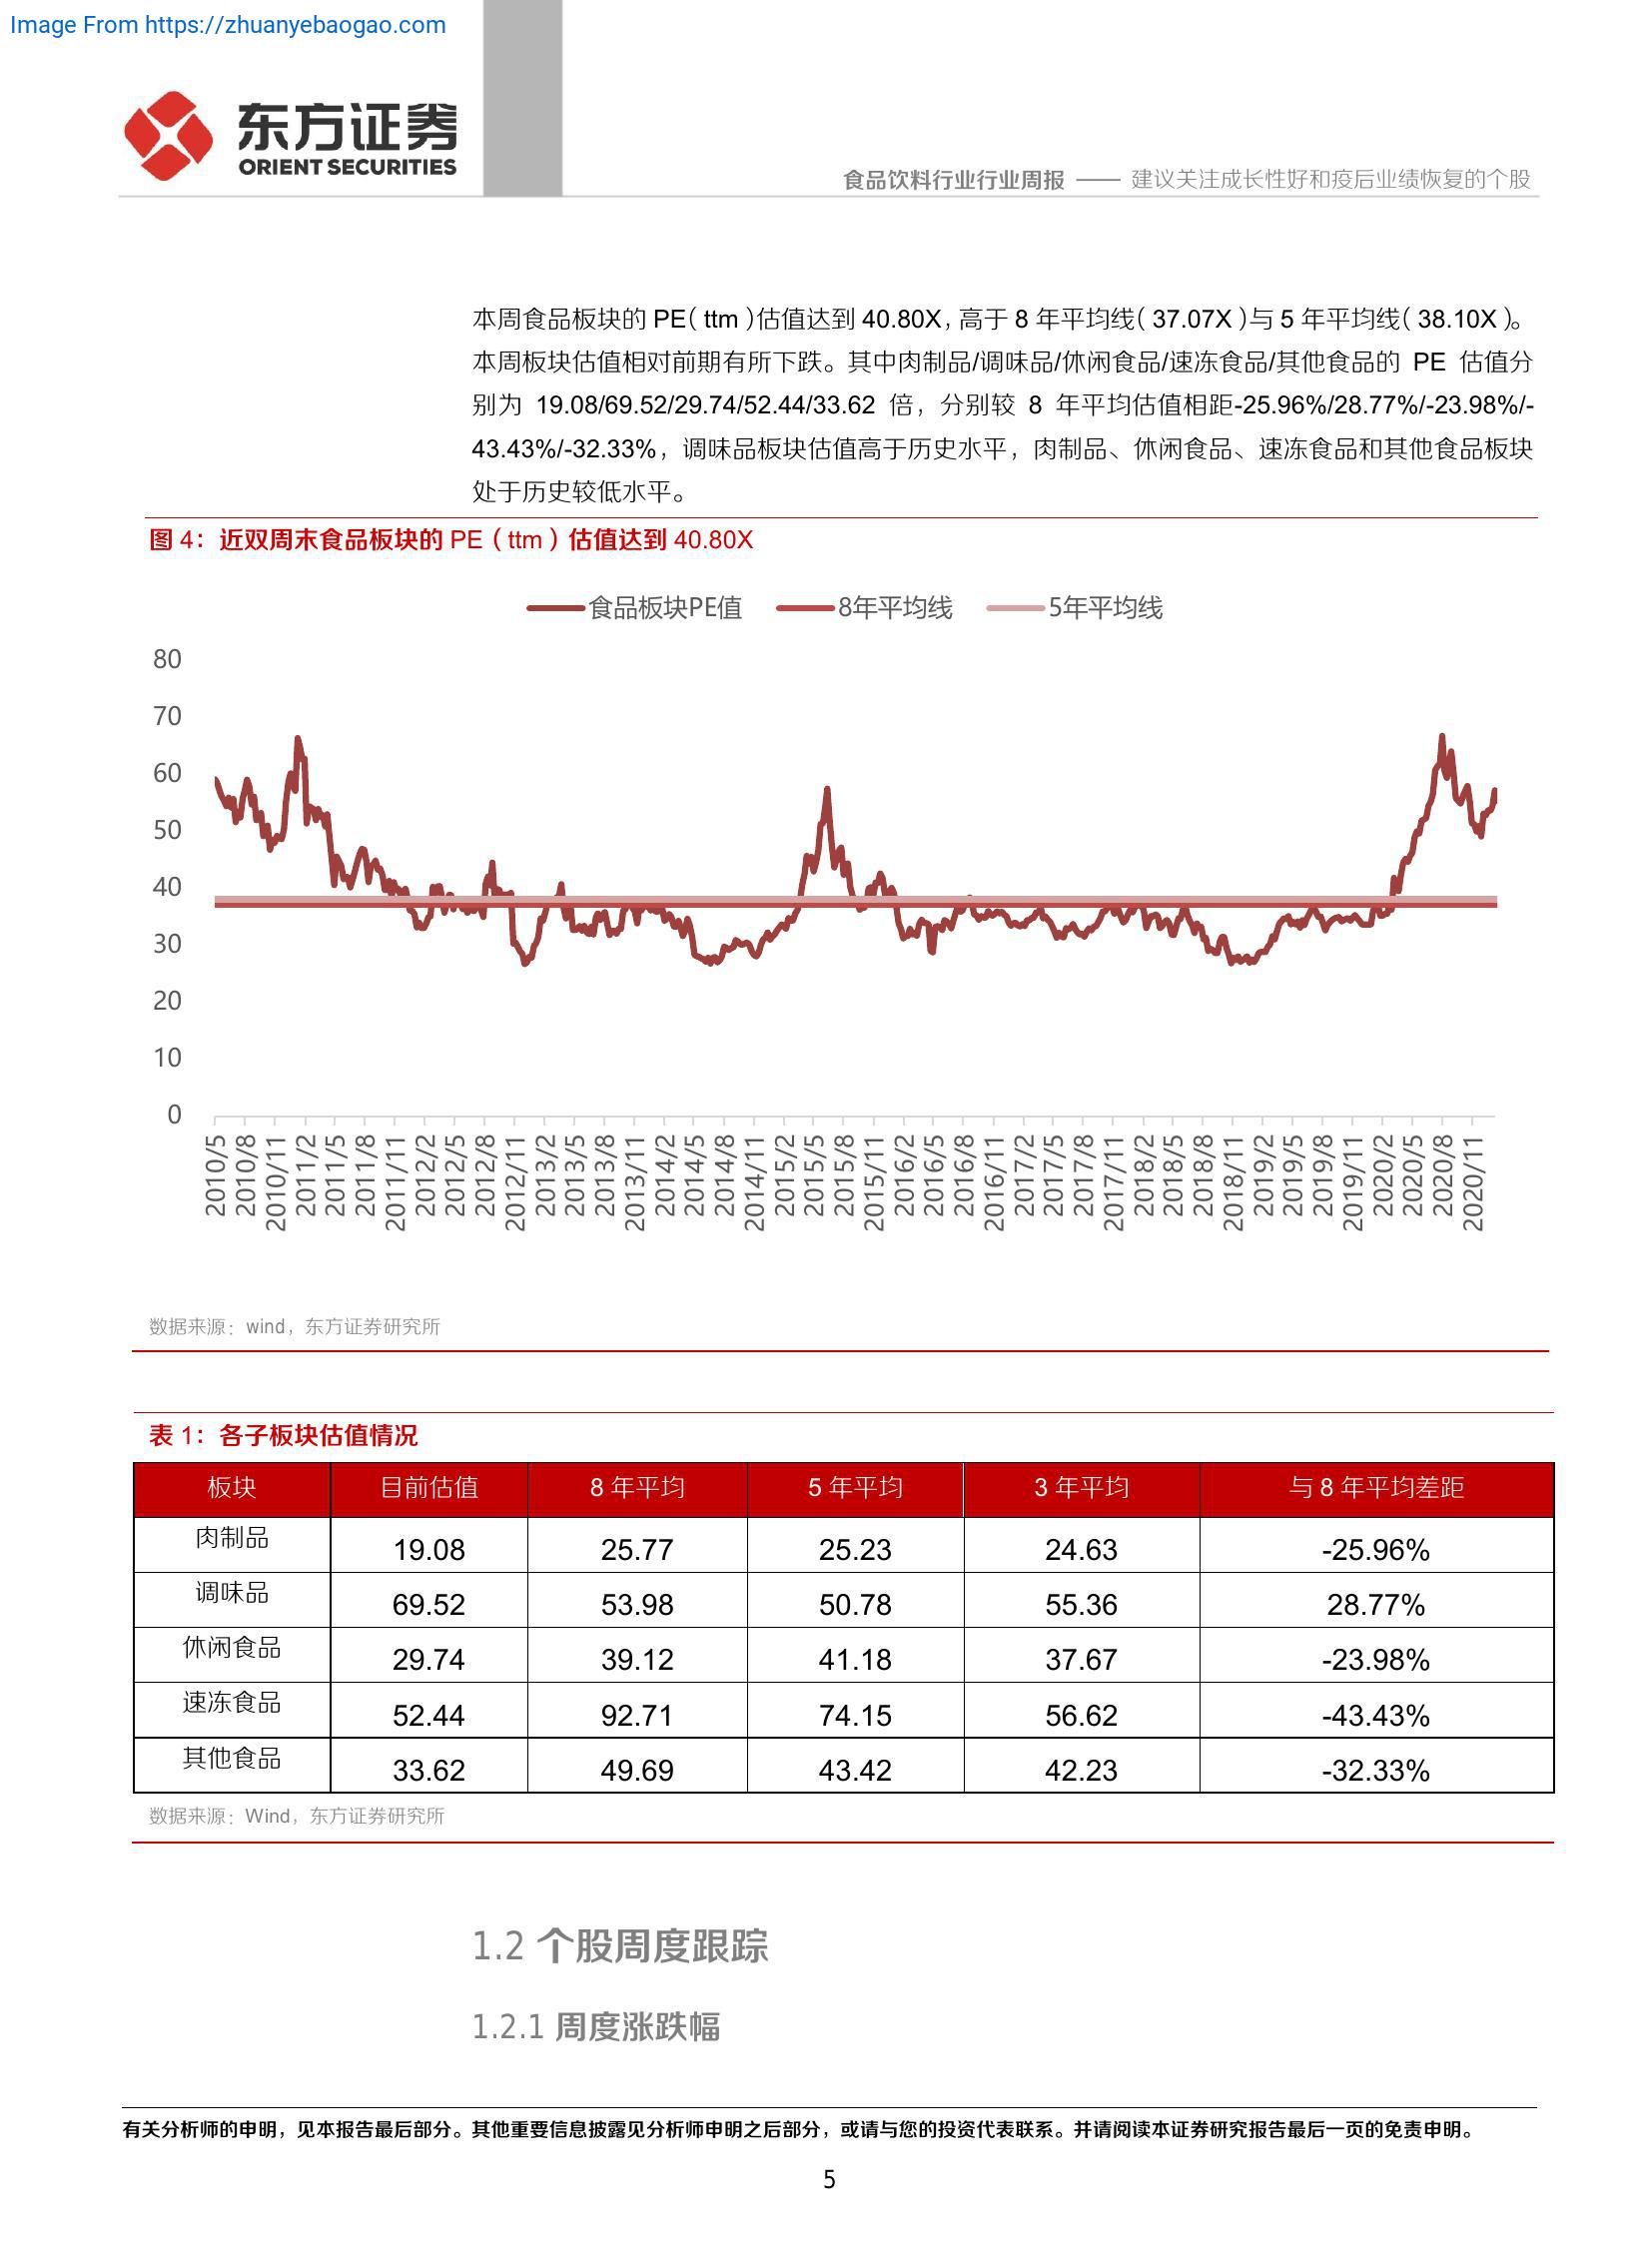 Image From https://zhuanyebaogao.com
东方证券
ORIENT SECURITIES
食品饮料行业行业周报 —— 建议关注成长性好和疫后业绩恢复的个股
本周食品板块的 PE（ttm）估值达到 40.80X，高于 8 年平均线（37.07X）与 5 年平均线（38.10X）。
本周板块估值相对前期有所下跌。其中肉制品/调味品/休闲食品/速冻食品/其他食品的 PE 估值分
别为 19.08/69.52/29.74/52.44/33.62 倍，分别较 8 年平均估值相距-25.96%/28.77%/-23.98%/-
43.43%/-32.33%，调味品板块估值高于历史水平，肉制品、休闲食品、速冻食品和其他食品板块
处于历史较低水平。
图 4：近双周末食品板块的 PE（ttm）估值达到 40.80X
食品板块PE值 8年平均线 5年平均线
80
70
60
50
40
30
20
10
0
2010/5 2010/8 2010/11 2011/2 2011/5 2011/8 2011/11 2012/2 2012/5 2012/8 2012/11 2013/2 2013/5 2013/8 2013/11 2014/2 2014/5 2014/8 2014/11 2015/2 2015/5 2015/8 2015/11 2016/2 2016/5 2016/8 2016/11 2017/2 2017/5 2017/8 2017/11 2018/2 2018/5 2018/8 2018/11 2019/2 2019/5 2019/8 2019/11 2020/2 2020/5 2020/8 2020/11
数据来源：wind，东方证券研究所
表 1：各子板块估值情况
板块 目前估值 8 年平均 5 年平均 3 年平均 与 8 年平均差距
肉制品 19.08 25.77 25.23 24.63 -25.96%
调味品 69.52 53.98 50.78 55.36 28.77%
休闲食品 29.74 39.12 41.18 37.67 -23.98%
速冻食品 52.44 92.71 74.15 56.62 -43.43%
其他食品 33.62 49.69 43.42 42.23 -32.33%
数据来源：Wind，东方证券研究所
1.2 个股周度跟踪
1.2.1 周度涨跌幅
有关分析师的申明，见本报告最后部分。其他重要信息披露见分析师申明之后部分，或请与您的投资代表联系。并请阅读本证券研究报告最后一页的免责申明。
5